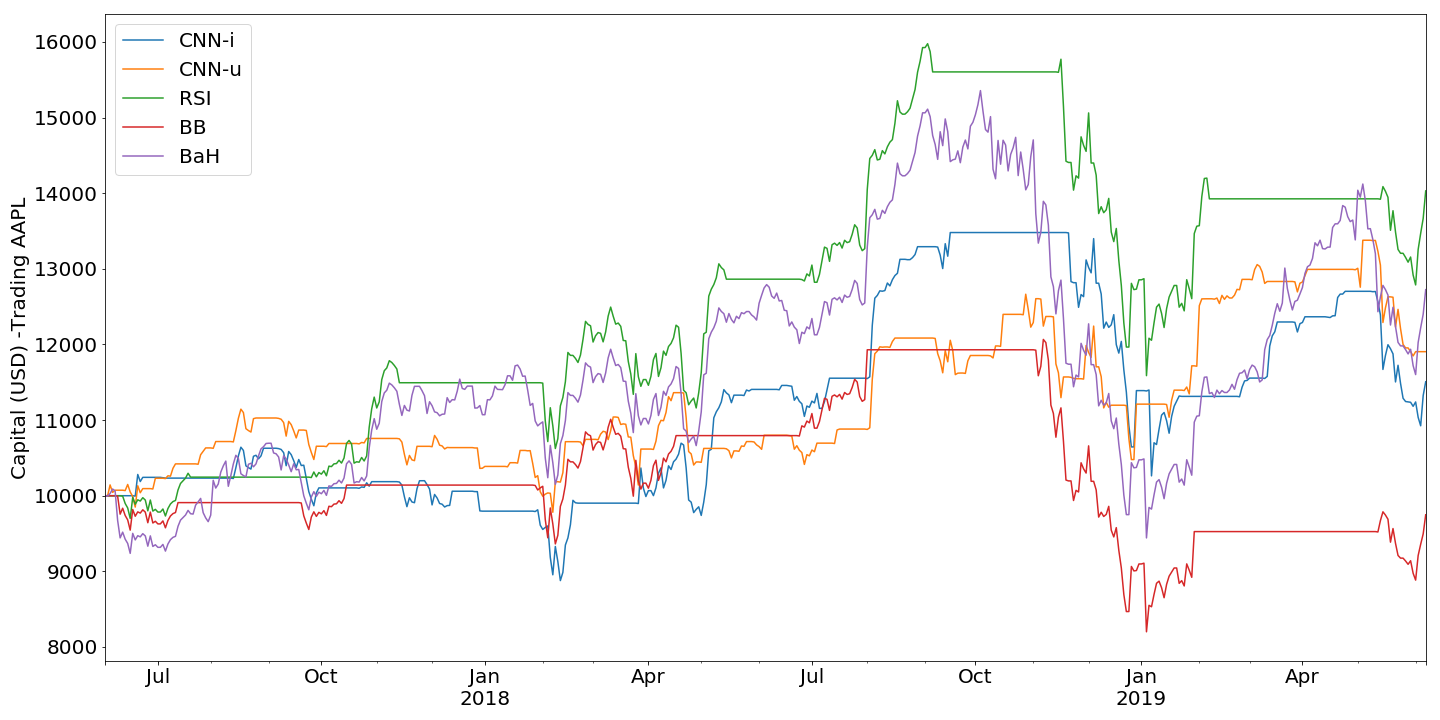 CNN-i
CNN-u
RSI
BB
BaH
Capital (USD) -Trading AAPL
16000
15000
14000
13000
12000
11000
10000
9000
8000
Jul
Oct
Jan
2018
Apr
Jul
Oct
Jan
2019
Apr